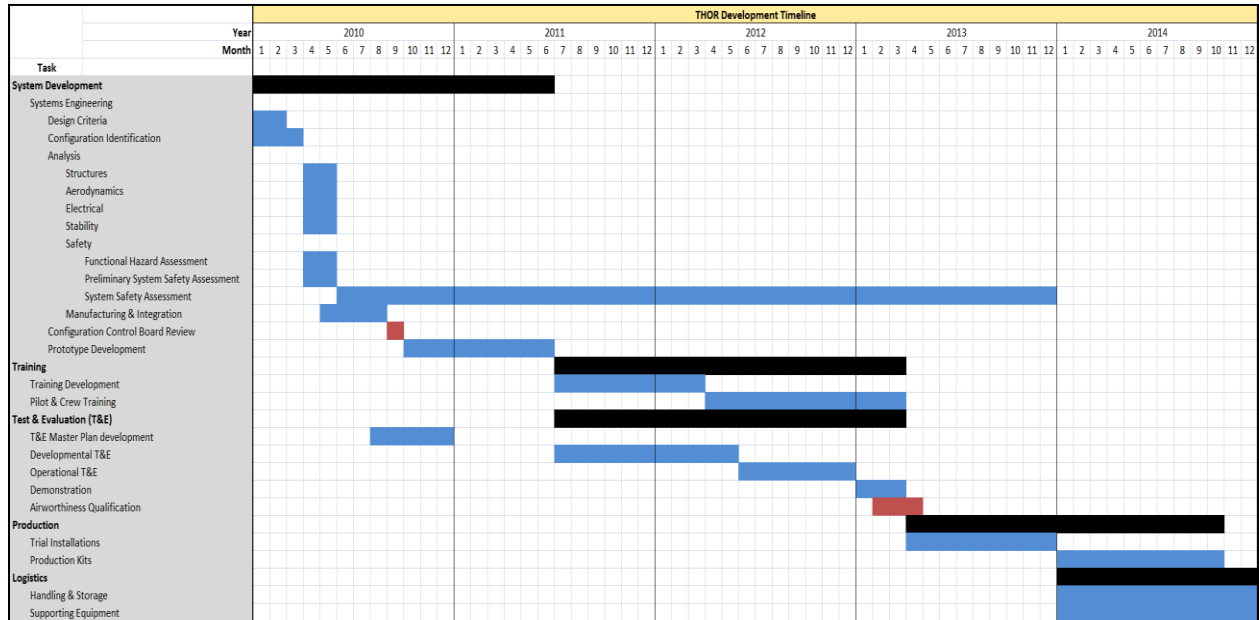 THOR Development Timeline
Year 2010 2011 2012 2013 2014
Month 1 2 3 4 5 6 7 8 9 10 11 12 1 2 3 4 5 6 7 8 9 10 11 12 1 2 3 4 5 6 7 8 9 10 11 12 1 2 3 4 5 6 7 8 9 10 11 12 1 2 3 4 5 6 7 8 9 10 11 12
Task
System Development
Systems Engineering
Design Criteria
Configuration Identification
Analysis
Structures
Aerodynamics
Electrical
Stability
Safety
Functional Hazard Assessment
Preliminary System Safety Assessment
System Safety Assessment
Manufacturing & Integration
Configuration Control Board Review
Prototype Development
Training
Training Development
Pilot & Crew Training
Test & Evaluation (T&E)
T&E Master Plan development
Developmental T&E
Operational T&E
Demonstration
Airworthiness Qualification
Production
Trial Installations
Production Kits
Logistics
Handling & Storage
Supporting Equipment